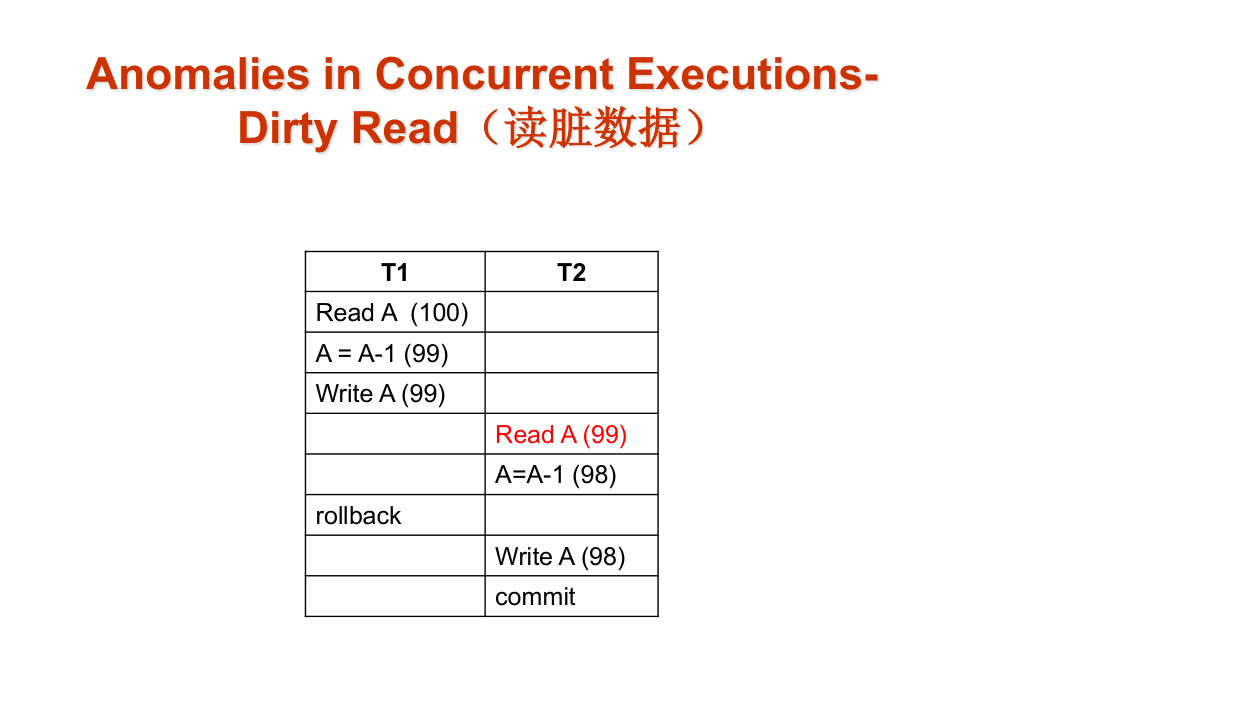 Anomalies in Concurrent Executions-
Dirty Read（读脏数据）
T1 T2
Read A  (100)
A = A-1 (99)
Write A (99)
Read A (99)
A=A-1 (98)
rollback
Write A (98)
commit